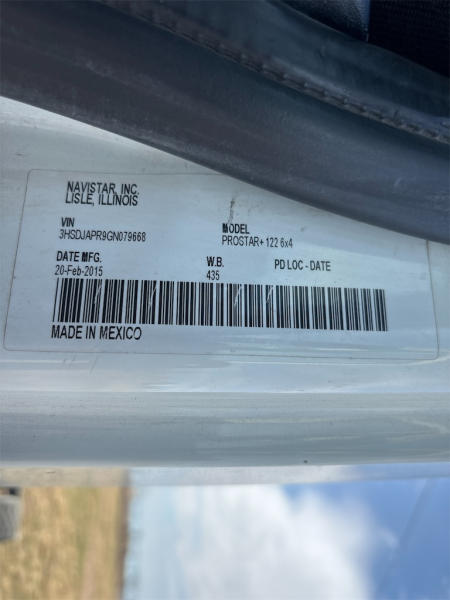 NAVISTAR, INC.
LISLE, ILLINOIS
VIN MODEL
3HSDJAPR9GN079668 PROSTAR+ 122 6x4
DATE MFG. W.B. PD LOC - DATE
20-Feb-2015 435
MADE IN MEXICO